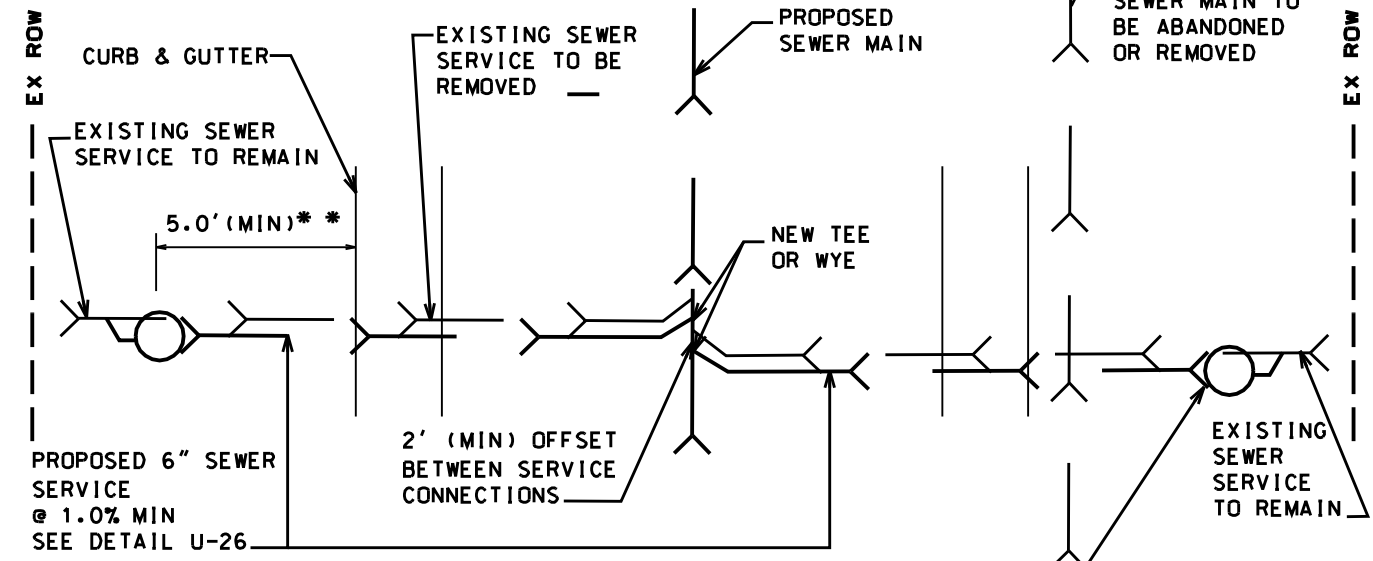 EX ROW
CURB & GUTTER
EXISTING SEWER
SERVICE TO BE
REMOVED
PROPOSED
SEWER MAIN
SEWER MAIN TO
BE ABANDONED
OR REMOVED
EX ROW
EXISTING SEWER
SERVICE TO REMAIN
5.0'(MIN)**
NEW TEE
OR WYE
2' (MIN) OFFSET
BETWEEN SERVICE
CONNECTIONS
EXISTING
SEWER
SERVICE
TO REMAIN
PROPOSED 6" SEWER
SERVICE
@ 1.0% MIN
SEE DETAIL U-26